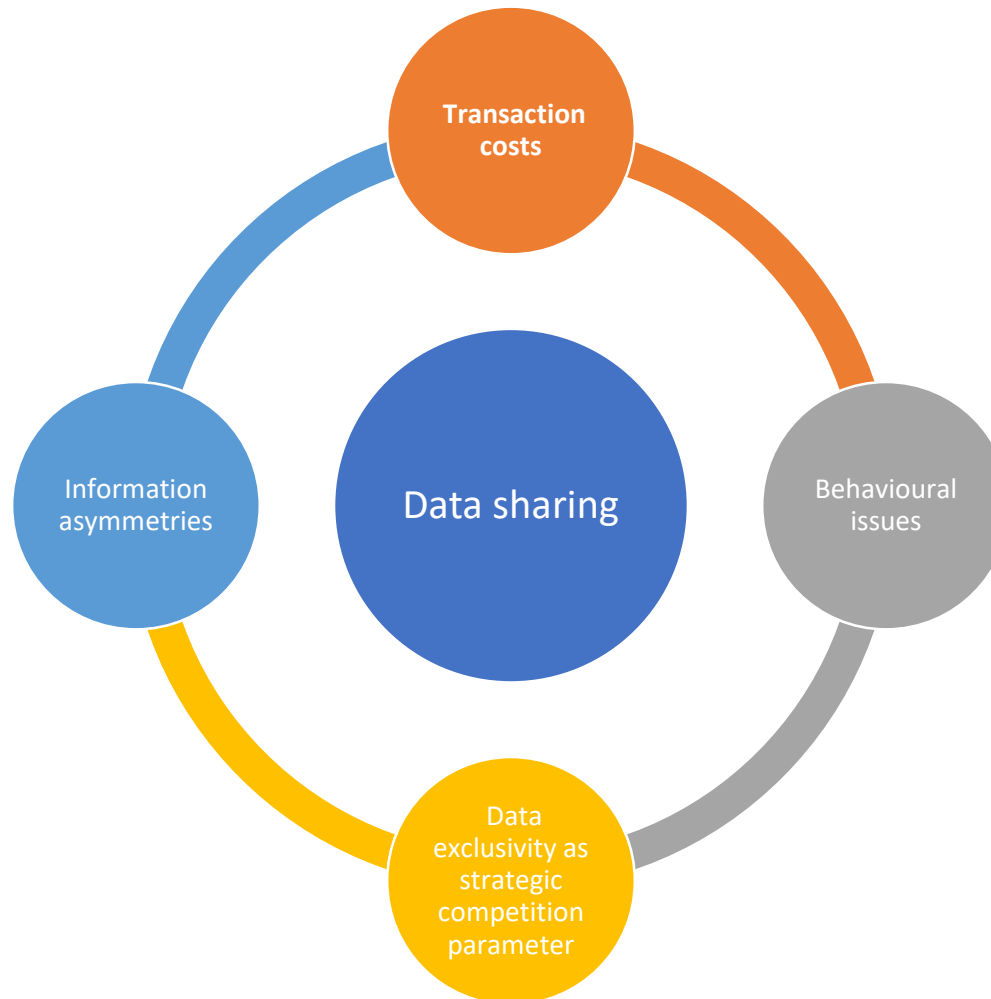 Transaction
costs
Information
asymmetries
Data sharing
Behavioural
issues
Data
exclusivity as
strategic
competition
parameter